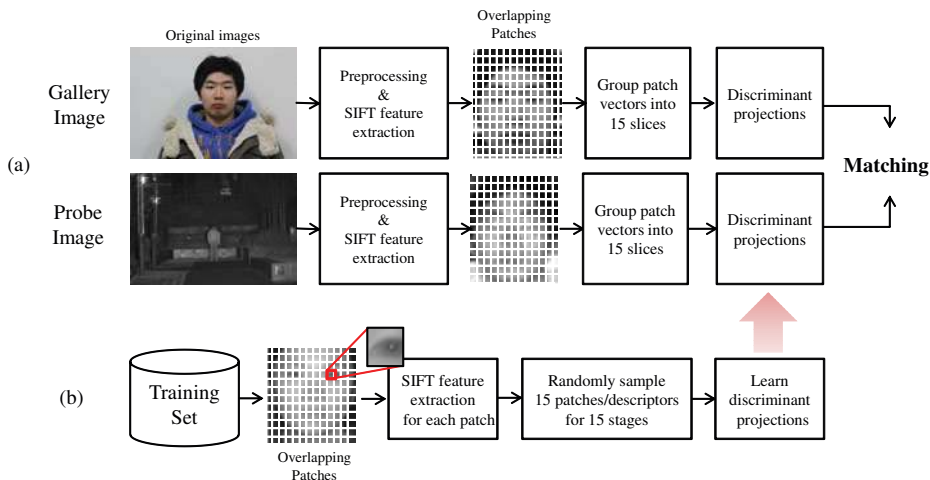 Original images
Overlapping
Patches
Gallery
Image
Preprocessing
&
SIFT feature
extraction
Group patch
vectors into
15 slices
Discriminant
projections
(a)
Matching
Probe
Image
Preprocessing
&
SIFT feature
extraction
Group patch
vectors into
15 slices
Discriminant
projections
(b)
Training
Set
Overlapping
Patches
SIFT feature
extraction
for each patch
Randomly sample
15 patches/descriptors
for 15 stages
Learn
discriminant
projections